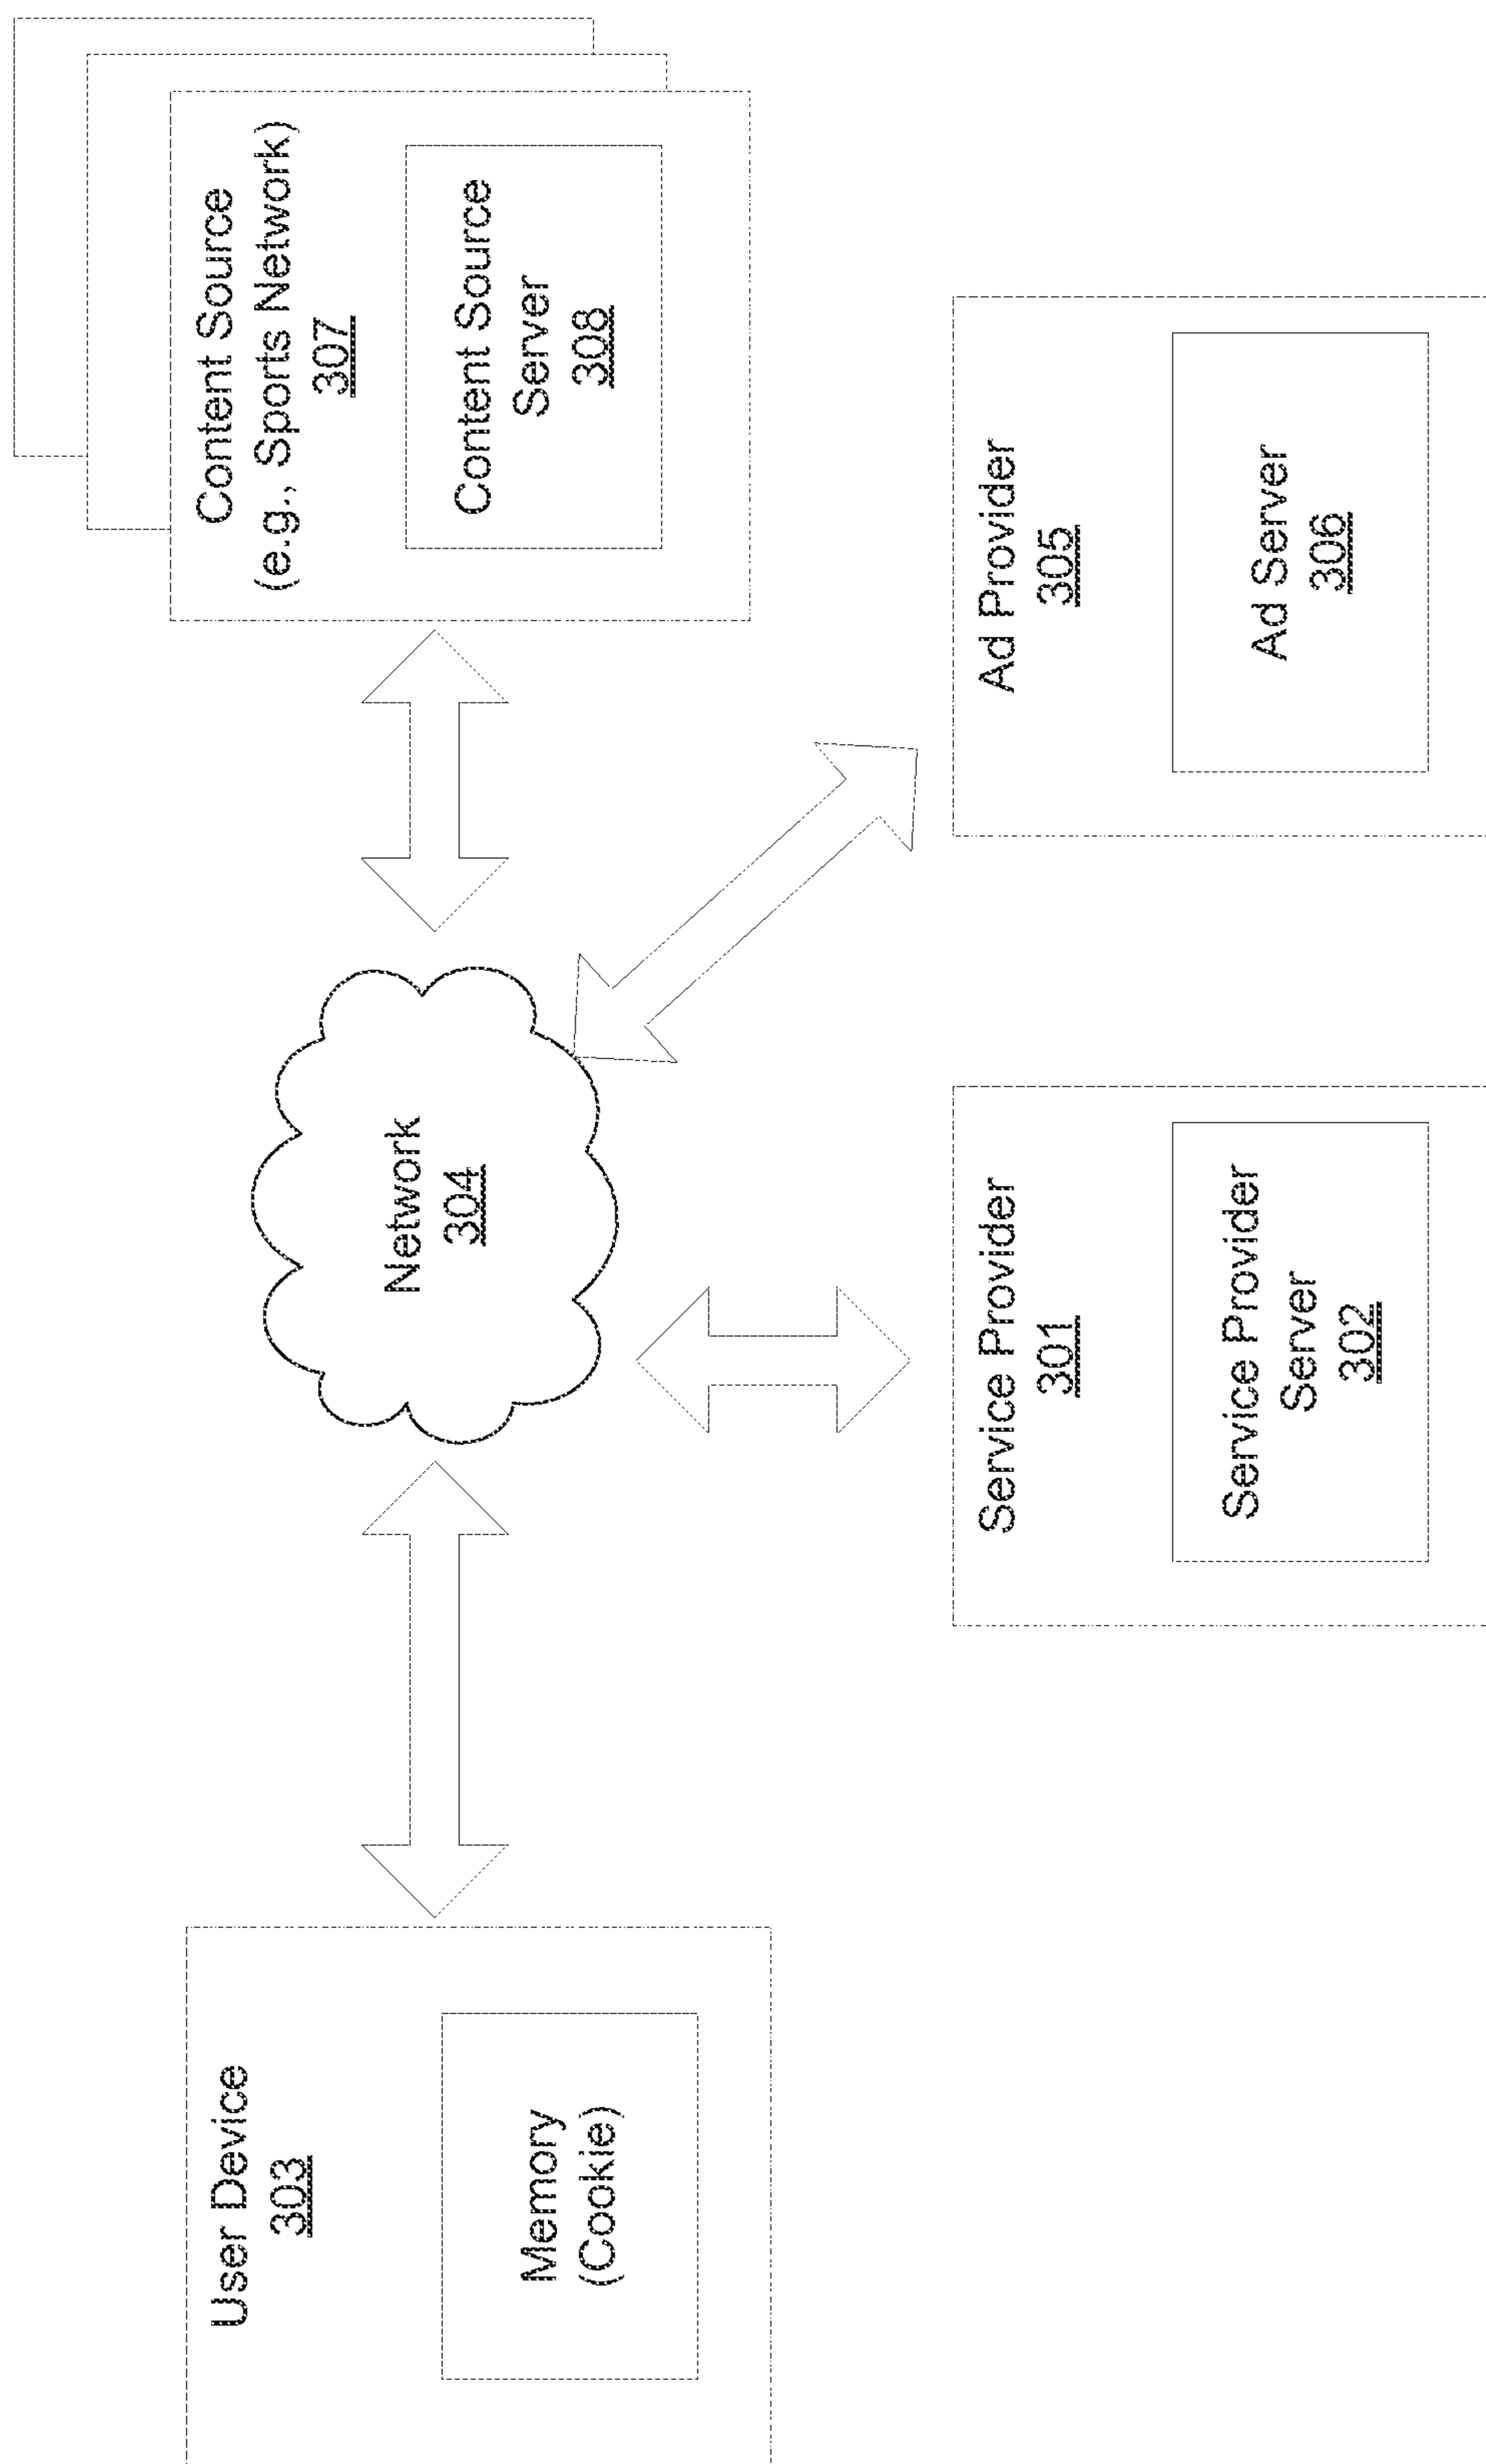 User Device
303
Memory
(Cookie)
Network
304
Content Source
(e.g., Sports Network)
307
Content Source
Server
308
Service Provider
301
Service Provider
Server
302
Ad Provider
305
Ad Server
306